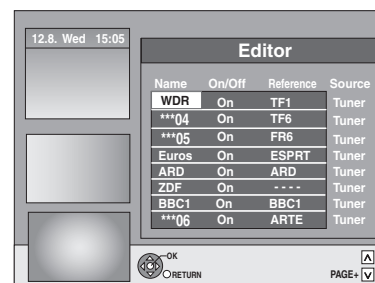 12.8. Wed 15:05
Editor
Name On/Off Reference Source
WDR On TF1 Tuner
***04 On TF6 Tuner
***05 On FR6 Tuner
Euros On ESPRT Tuner
ARD On ARD Tuner
ZDF On ---- Tuner
BBC1 On BBC1 Tuner
***06 On ARTE Tuner
OK
RETURN
PAGE+